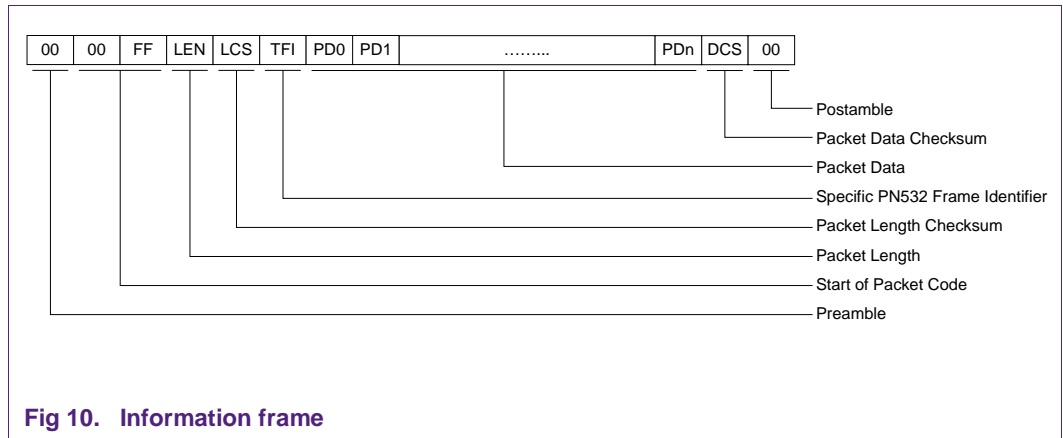 00 00 FF LEN LCS TFI PD0 PD1 ……... PDn DCS 00
Postamble
Packet Data Checksum
Packet Data
Specific PN532 Frame Identifier
Packet Length Checksum
Packet Length
Start of Packet Code
Preamble
Fig 10. Information frame